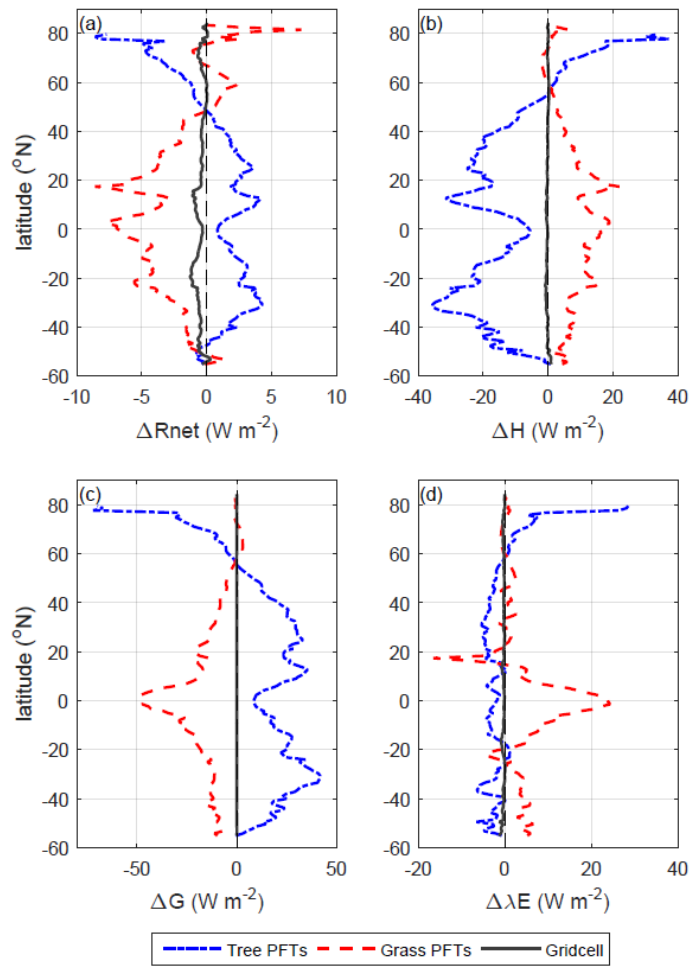 (a)
80
60
40
20
0
-20
-40
-60
latitude (°N)
-10 -5 0 5 10
ΔRnet (W m-2)
(b)
80
60
40
20
0
-20
-40
-60
-40 -20 0 20 40
ΔH (W m-2)
(c)
80
60
40
20
0
-20
-40
-60
latitude (°N)
-50 0 50
ΔG (W m-2)
(d)
80
60
40
20
0
-20
-40
-60
-20 0 20 40
ΔλE (W m-2)
Tree PFTs Grass PFTs Gridcell